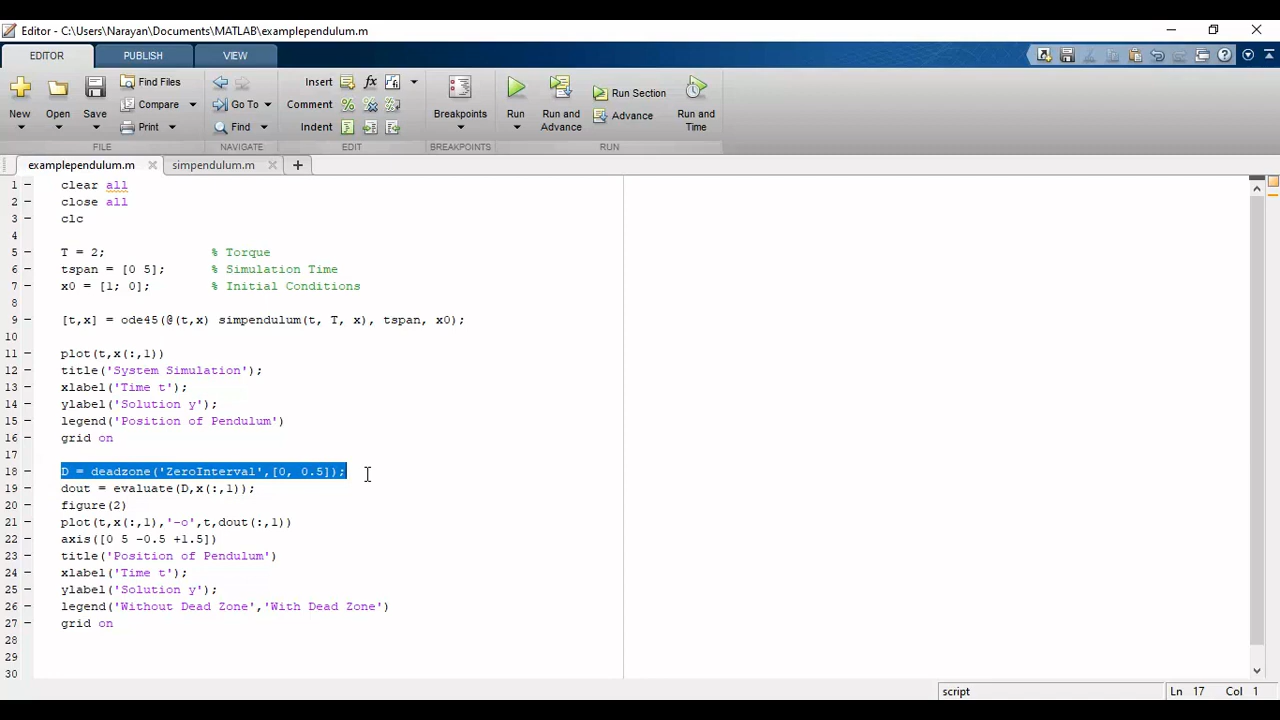 Editor - C:\Users\Narayan\Documents\MATLAB\examplependulum.m
EDITOR PUBLISH VIEW
New Open Save Find Files Compare Print
Go To Find
Insert Comment Indent
Breakpoints
Run Run and Advance Run Section Advance Run and Time
FILE NAVIGATE EDIT BREAKPOINTS RUN
examplependulum.m simpendulum.m
1 clear all
2 close all
3 clc
4
5 T = 2; % Torque
6 tspan = [0 5]; % Simulation Time
7 x0 = [1; 0]; % Initial Conditions
8
9 [t,x] = ode45(@(t,x) simpendulum(t, T, x), tspan, x0);
10
11 plot(t,x(:,1))
12 title('System Simulation');
13 xlabel('Time t');
14 ylabel('Solution y');
15 legend('Position of Pendulum')
16 grid on
17
18 D = deadzone('ZeroInterval',[0, 0.5]);
19 dout = evaluate(D,x(:,1));
20 figure(2)
21 plot(t,x(:,1),'-o',t,dout(:,1))
22 axis([0 5 -0.5 +1.5])
23 title('Position of Pendulum')
24 xlabel('Time t');
25 ylabel('Solution y');
26 legend('Without Dead Zone','With Dead Zone')
27 grid on
28
29
30
script Ln 17 Col 1